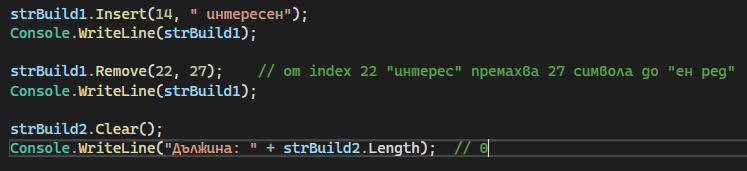 strBuild1.Insert(14, " интересен");
Console.WriteLine(strBuild1);
strBuild1.Remove(22, 27);    // от index 22 "интерес" премахва 27 символа до "ен ред"
Console.WriteLine(strBuild1);
strBuild2.Clear();
Console.WriteLine("Дължина: " + strBuild2.Length);  // 0